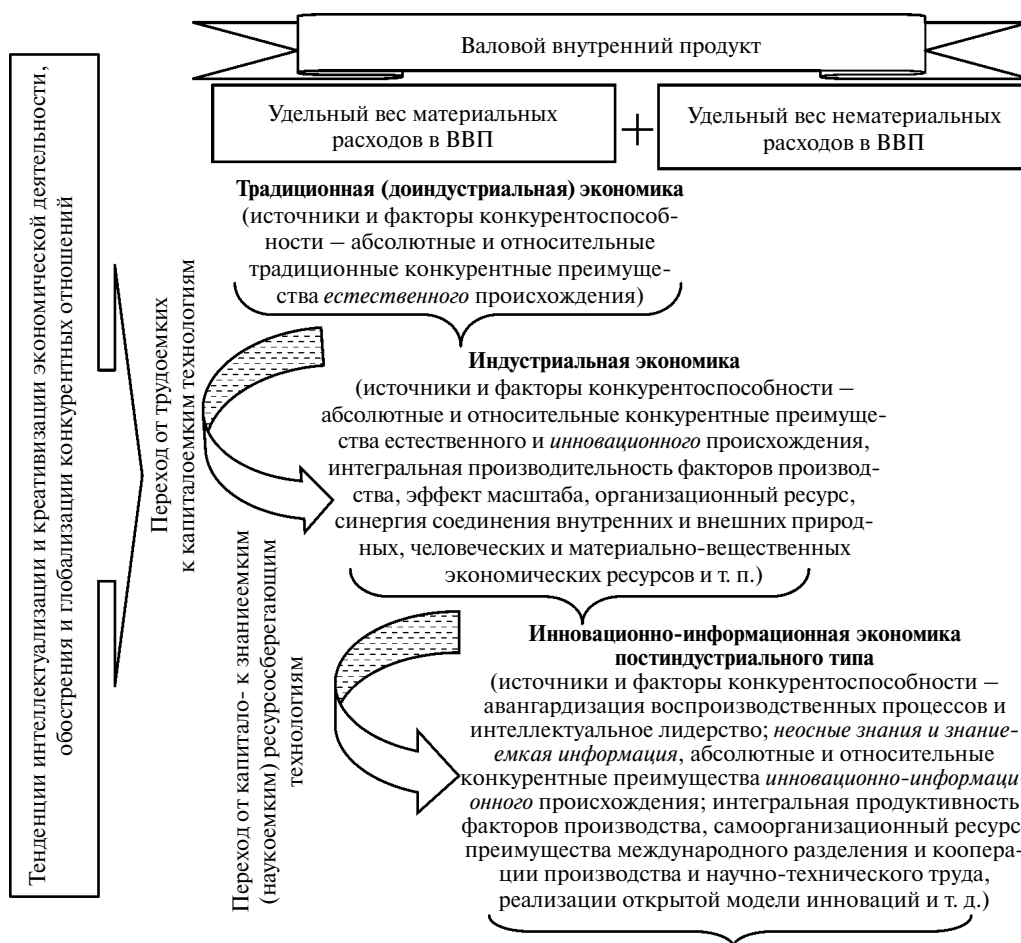 Тенденции интеллектуализации и креативизации экономической деятельности,
обострения и глобализации конкурентных отношений
Валовой внутренний продукт
Удельный вес материальных
расходов в ВВП
+
Удельный вес нематериальных
расходов в ВВП
Традиционная (доиндустриальная) экономика
(источники и факторы конкурентоспособ-
ности – абсолютные и относительные
традиционные конкурентные преимуще-
ства естественного происхождения)
Переход от трудоемких
к капиталоемким технологиям
Индустриальная экономика
(источники и факторы конкурентоспособности –
абсолютные и относительные конкурентные преимуще-
ства естественного и инновационного происхождения,
интегральная производительность факторов производ-
ства, эффект масштаба, организационный ресурс,
синергия соединения внутренних и внешних природ-
ных, человеческих и материально-вещественных
экономических ресурсов и т. п.)
Переход от капитало- к знаниеемким
(наукоемким) ресурсосберегающим
технологиям
Инновационно-информационная экономика
постиндустриального типа
(источники и факторы конкурентоспособности –
авангардизация воспроизводственных процессов и
интеллектуальное лидерство; неосные знания и знание-
емкая информация, абсолютные и относительные
конкурентные преимущества инновационно-информаци-
онного происхождения; интегральная продуктивность
факторов производства, самоорганизационный ресурс
преимущества международного разделения и коопера-
ции производства и научно-технического труда,
реализации открытой модели инноваций и т. д.)